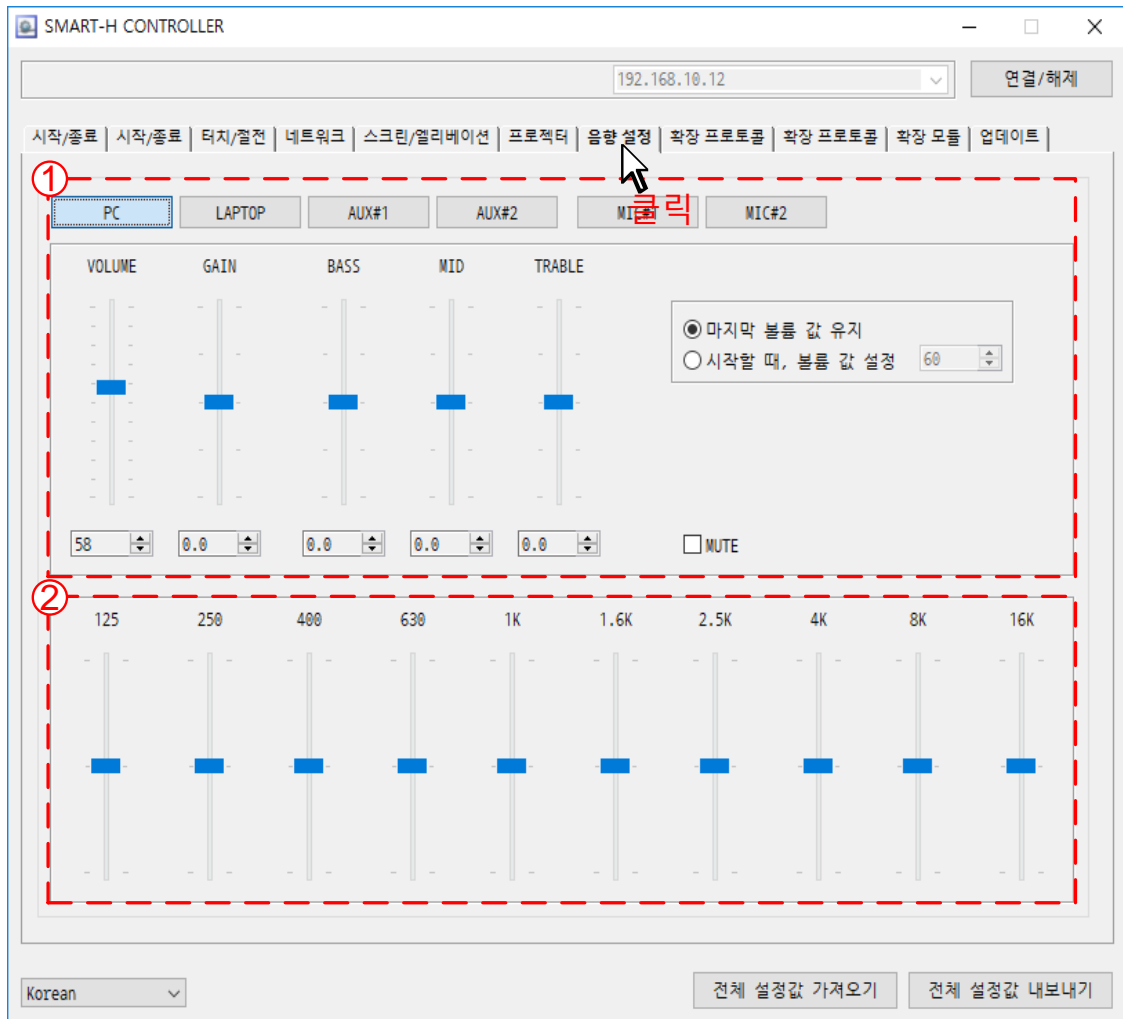 SMART-H CONTROLLER
192.168.10.12 연결/해제
시작/종료 시작/종료 터치/절전 네트워크 스크린/엘리베이션 프로젝터 음향 설정 확장 프로토콜 확장 프로토콜 확장 모듈 업데이트
①
클릭
PC LAPTOP AUX#1 AUX#2 MIC#1 MIC#2
VOLUME GAIN BASS MID TRABLE
마지막 볼륨 값 유지
시작할 때, 볼륨 값 설정 60
58 0.0 0.0 0.0 0.0 MUTE
②
125 250 400 630 1K 1.6K 2.5K 4K 8K 16K
Korean 전체 설정값 가져오기 전체 설정값 내보내기